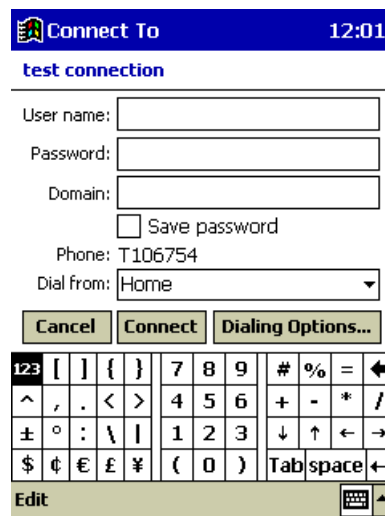 Connect To 12:01
test connection
User name:
Password:
Domain:
Save password
Phone: T106754
Dial from: Home
Cancel Connect Dialing Options...
123 [ ] { } 7 8 9 # % =
^ , . < > 4 5 6 + - * /
± ° : \ | 1 2 3 ↓ ↑ ← →
$ ¢ € £ ¥ ( 0 ) Tab space ←
Edit